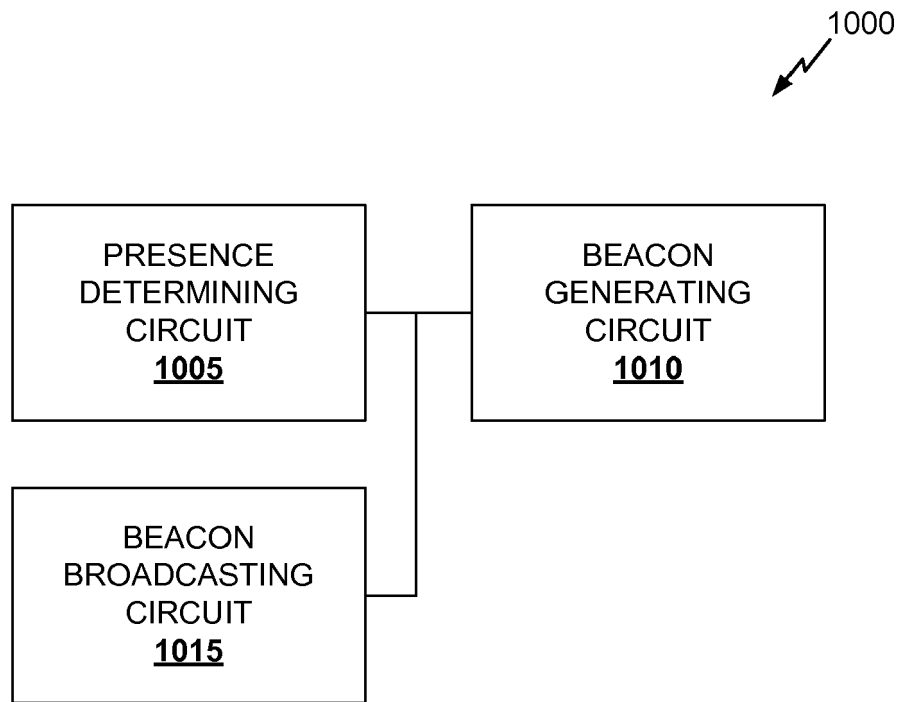 1000
PRESENCE
DETERMINING
CIRCUIT
1005
BEACON
GENERATING
CIRCUIT
1010
BEACON
BROADCASTING
CIRCUIT
1015